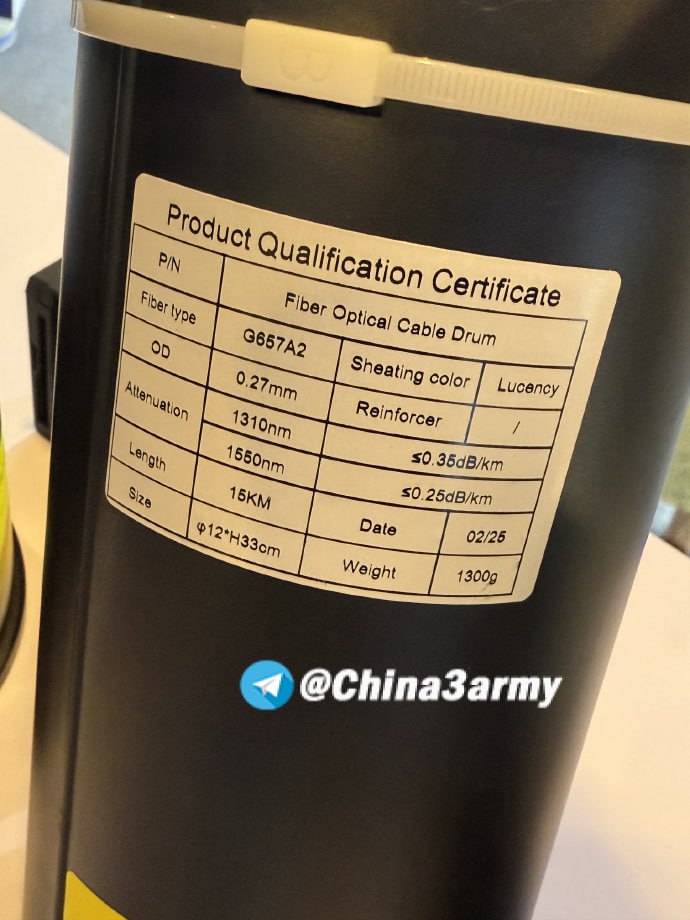 B
Product Qualification Certificate
P/N Fiber Optical Cable Drum
Fiber type G657A2 Sheating color Lucency
OD 0.27mm Reinforcer /
Attenuation 1310nm ≤0.35dB/km
1550nm ≤0.25dB/km
Length 15KM Date 02/25
Size φ12*H33cm Weight 1300g
@China3army